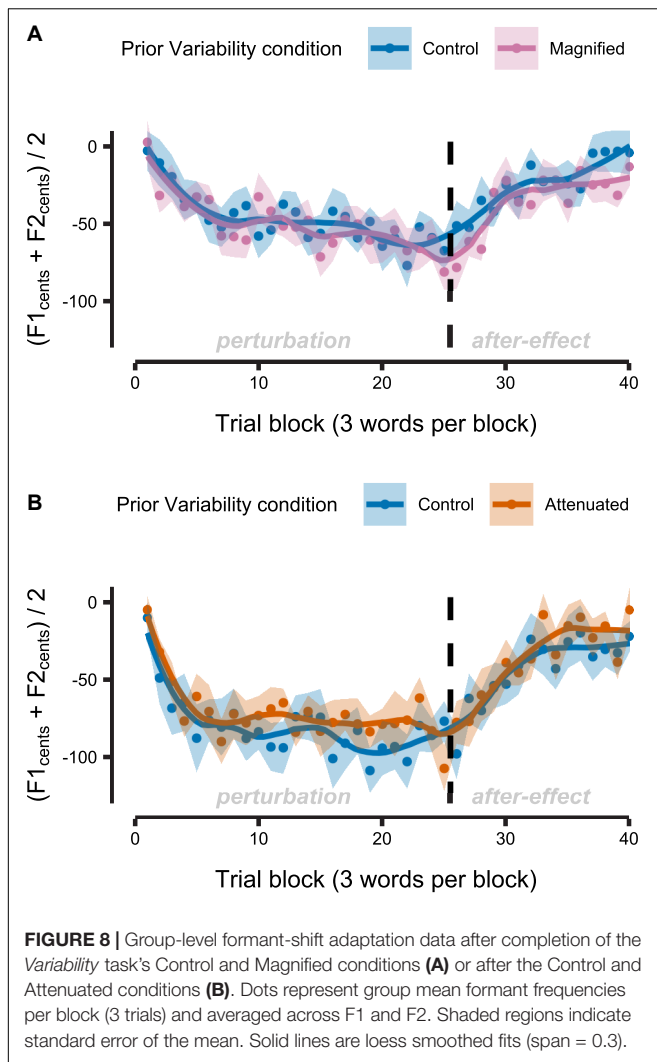 A
Prior Variability condition Control Magnified
(F1cents + F2cents) / 2
0
-50
-100
perturbation after-effect
0 10 20 30 40
Trial block (3 words per block)
B
Prior Variability condition Control Attenuated
(F1cents + F2cents) / 2
0
-50
-100
perturbation after-effect
0 10 20 30 40
Trial block (3 words per block)
FIGURE 8 | Group-level formant-shift adaptation data after completion of the
Variability task's Control and Magnified conditions (A) or after the Control and
Attenuated conditions (B). Dots represent group mean formant frequencies
per block (3 trials) and averaged across F1 and F2. Shaded regions indicate
standard error of the mean. Solid lines are loess smoothed fits (span = 0.3).